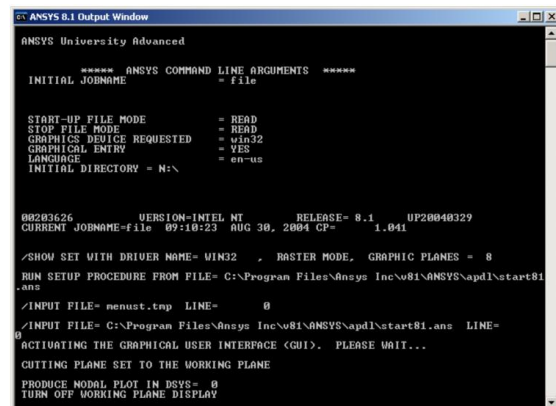 ANSYS 8.1 Output Window
ANSYS University Advanced
***** ANSYS COMMAND LINE ARGUMENTS *****
INITIAL JOBNAME = file
START-UP FILE MODE = READ
STOP FILE MODE = READ
GRAPHICS DEVICE REQUESTED = win32
GRAPHICAL ENTRY = YES
LANGUAGE = en-us
INITIAL DIRECTORY = N:\
00203626 VERSION=INTEL NT RELEASE= 8.1 UP20040329
CURRENT JOBNAME=file 09:10:23 AUG 30, 2004 CP= 1.041
/SHOW SET WITH DRIVER NAME= WIN32 , RASTER MODE, GRAPHIC PLANES = 8
RUN SETUP PROCEDURE FROM FILE= C:\Program Files\Ansys Inc\v81\ANSYS\apdl\start81
.ans
/INPUT FILE= menust.tmp LINE= 0
/INPUT FILE= C:\Program Files\Ansys Inc\v81\ANSYS\apdl\start81.ans LINE=
0
ACTIVATING THE GRAPHICAL USER INTERFACE (GUI). PLEASE WAIT...
CUTTING PLANE SET TO THE WORKING PLANE
PRODUCE NODAL PLOT IN DSYS= 0
TURN OFF WORKING PLANE DISPLAY